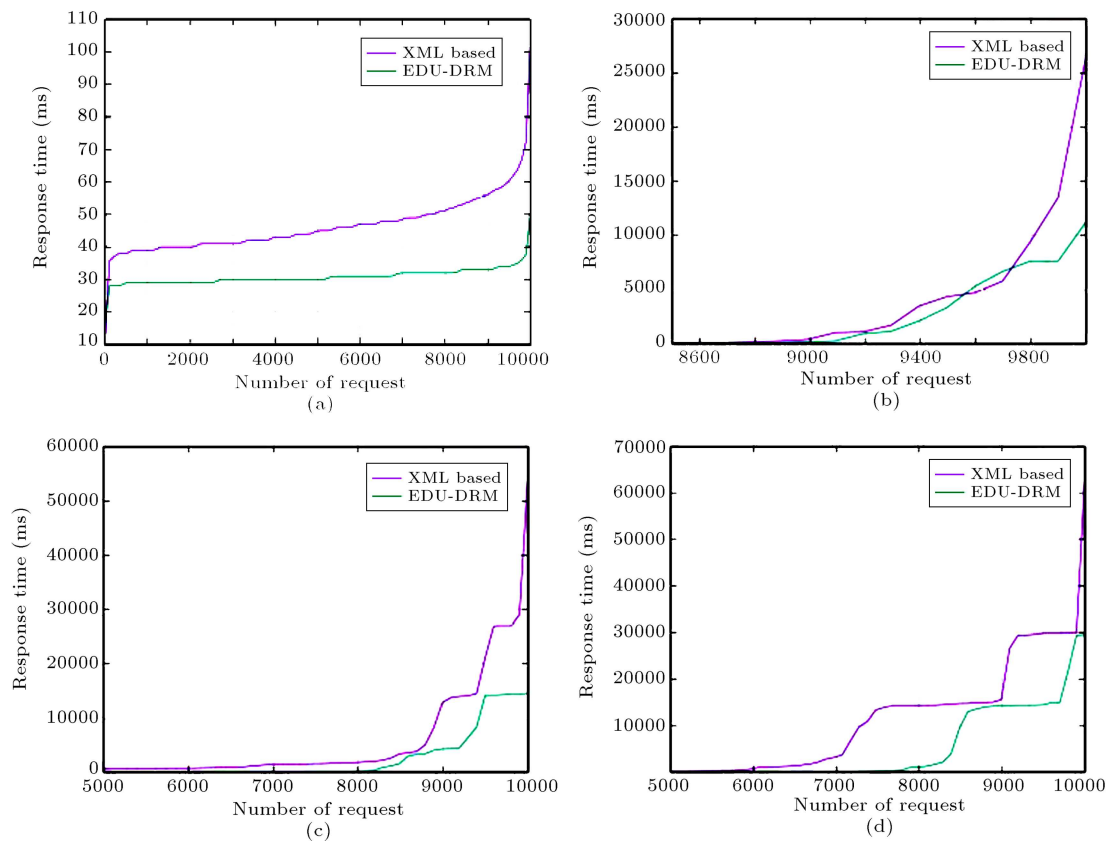 110
100
90
80
70
60
50
40
30
20
10
Response time (ms)
XML based
EDU-DRM
0
2000
4000
6000
8000
10000
Number of request
(a)
30000
25000
20000
15000
10000
5000
0
Response time (ms)
XML based
EDU-DRM
8600
9000
9400
9800
Number of request
(b)
60000
50000
40000
30000
20000
10000
0
Response time (ms)
XML based
EDU-DRM
5000
6000
7000
8000
9000
10000
Number of request
(c)
70000
60000
50000
40000
30000
20000
10000
Response time (ms)
XML based
EDU-DRM
5000
6000
7000
8000
9000
10000
Number of request
(d)